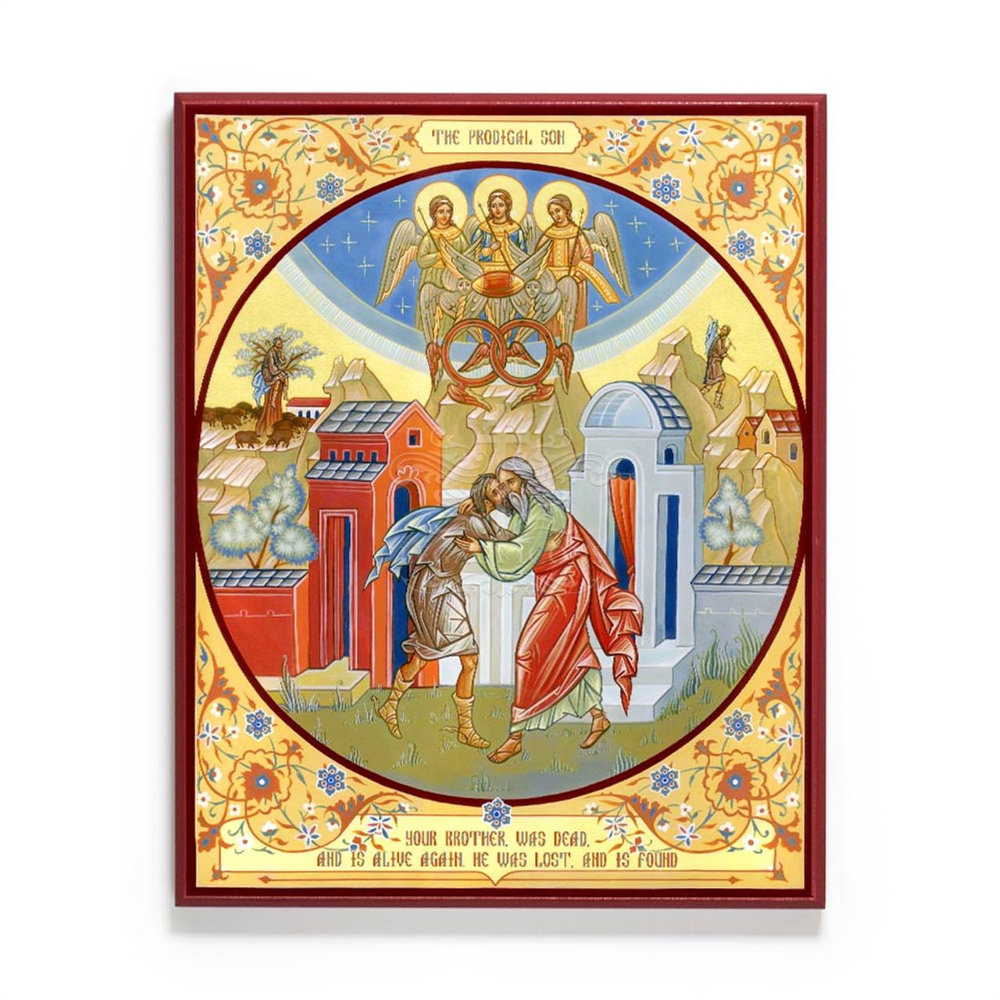 THE PRODIGAL SON
YOUR BROTHER, WAS DEAD,
AND IS ALIVE AGAIN. HE WAS LOST, AND IS FOUND